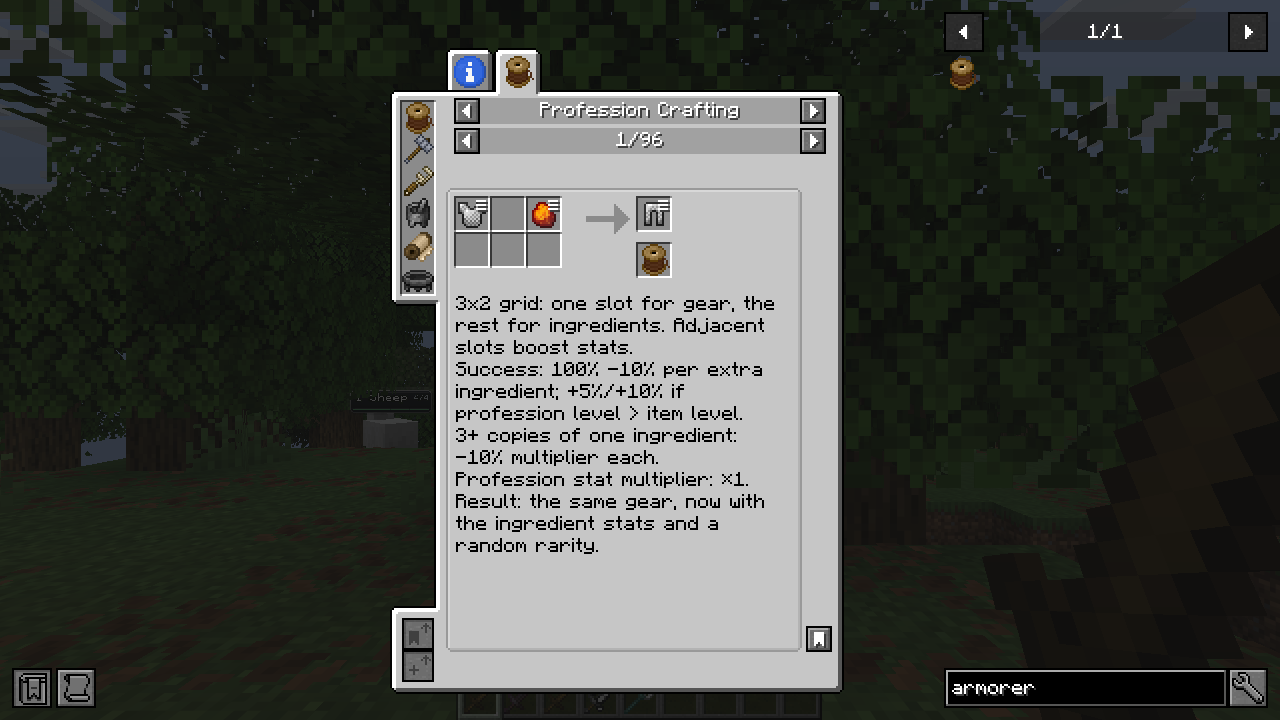 1/1
Profession Crafting
1/96
3x2 grid: one slot for gear, the
rest for ingredients. Adjacent
slots boost stats.
Success: 100% -10% per extra
ingredient; +5%/+10% if
profession level > item level.
3+ copies of one ingredient:
-10% multiplier each.
Profession stat multiplier: ×1.
Result: the same gear, now with
the ingredient stats and a
random rarity.
Sheep
armorer